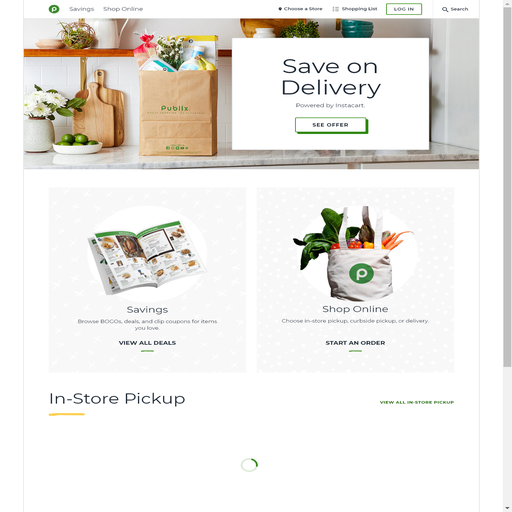 Savings
Shop Online
Choose a Store
Shopping List
LOG IN
Search
Publix
Save on
Delivery
Powered by Instacart.
SEE OFFER
Savings
Browse BOGOs, deals, and clip coupons for items
you love.
VIEW ALL DEALS
Shop Online
Choose in-store pickup, curbside pickup, or delivery.
START AN ORDER
In-Store Pickup
VIEW ALL IN-STORE PICKUP